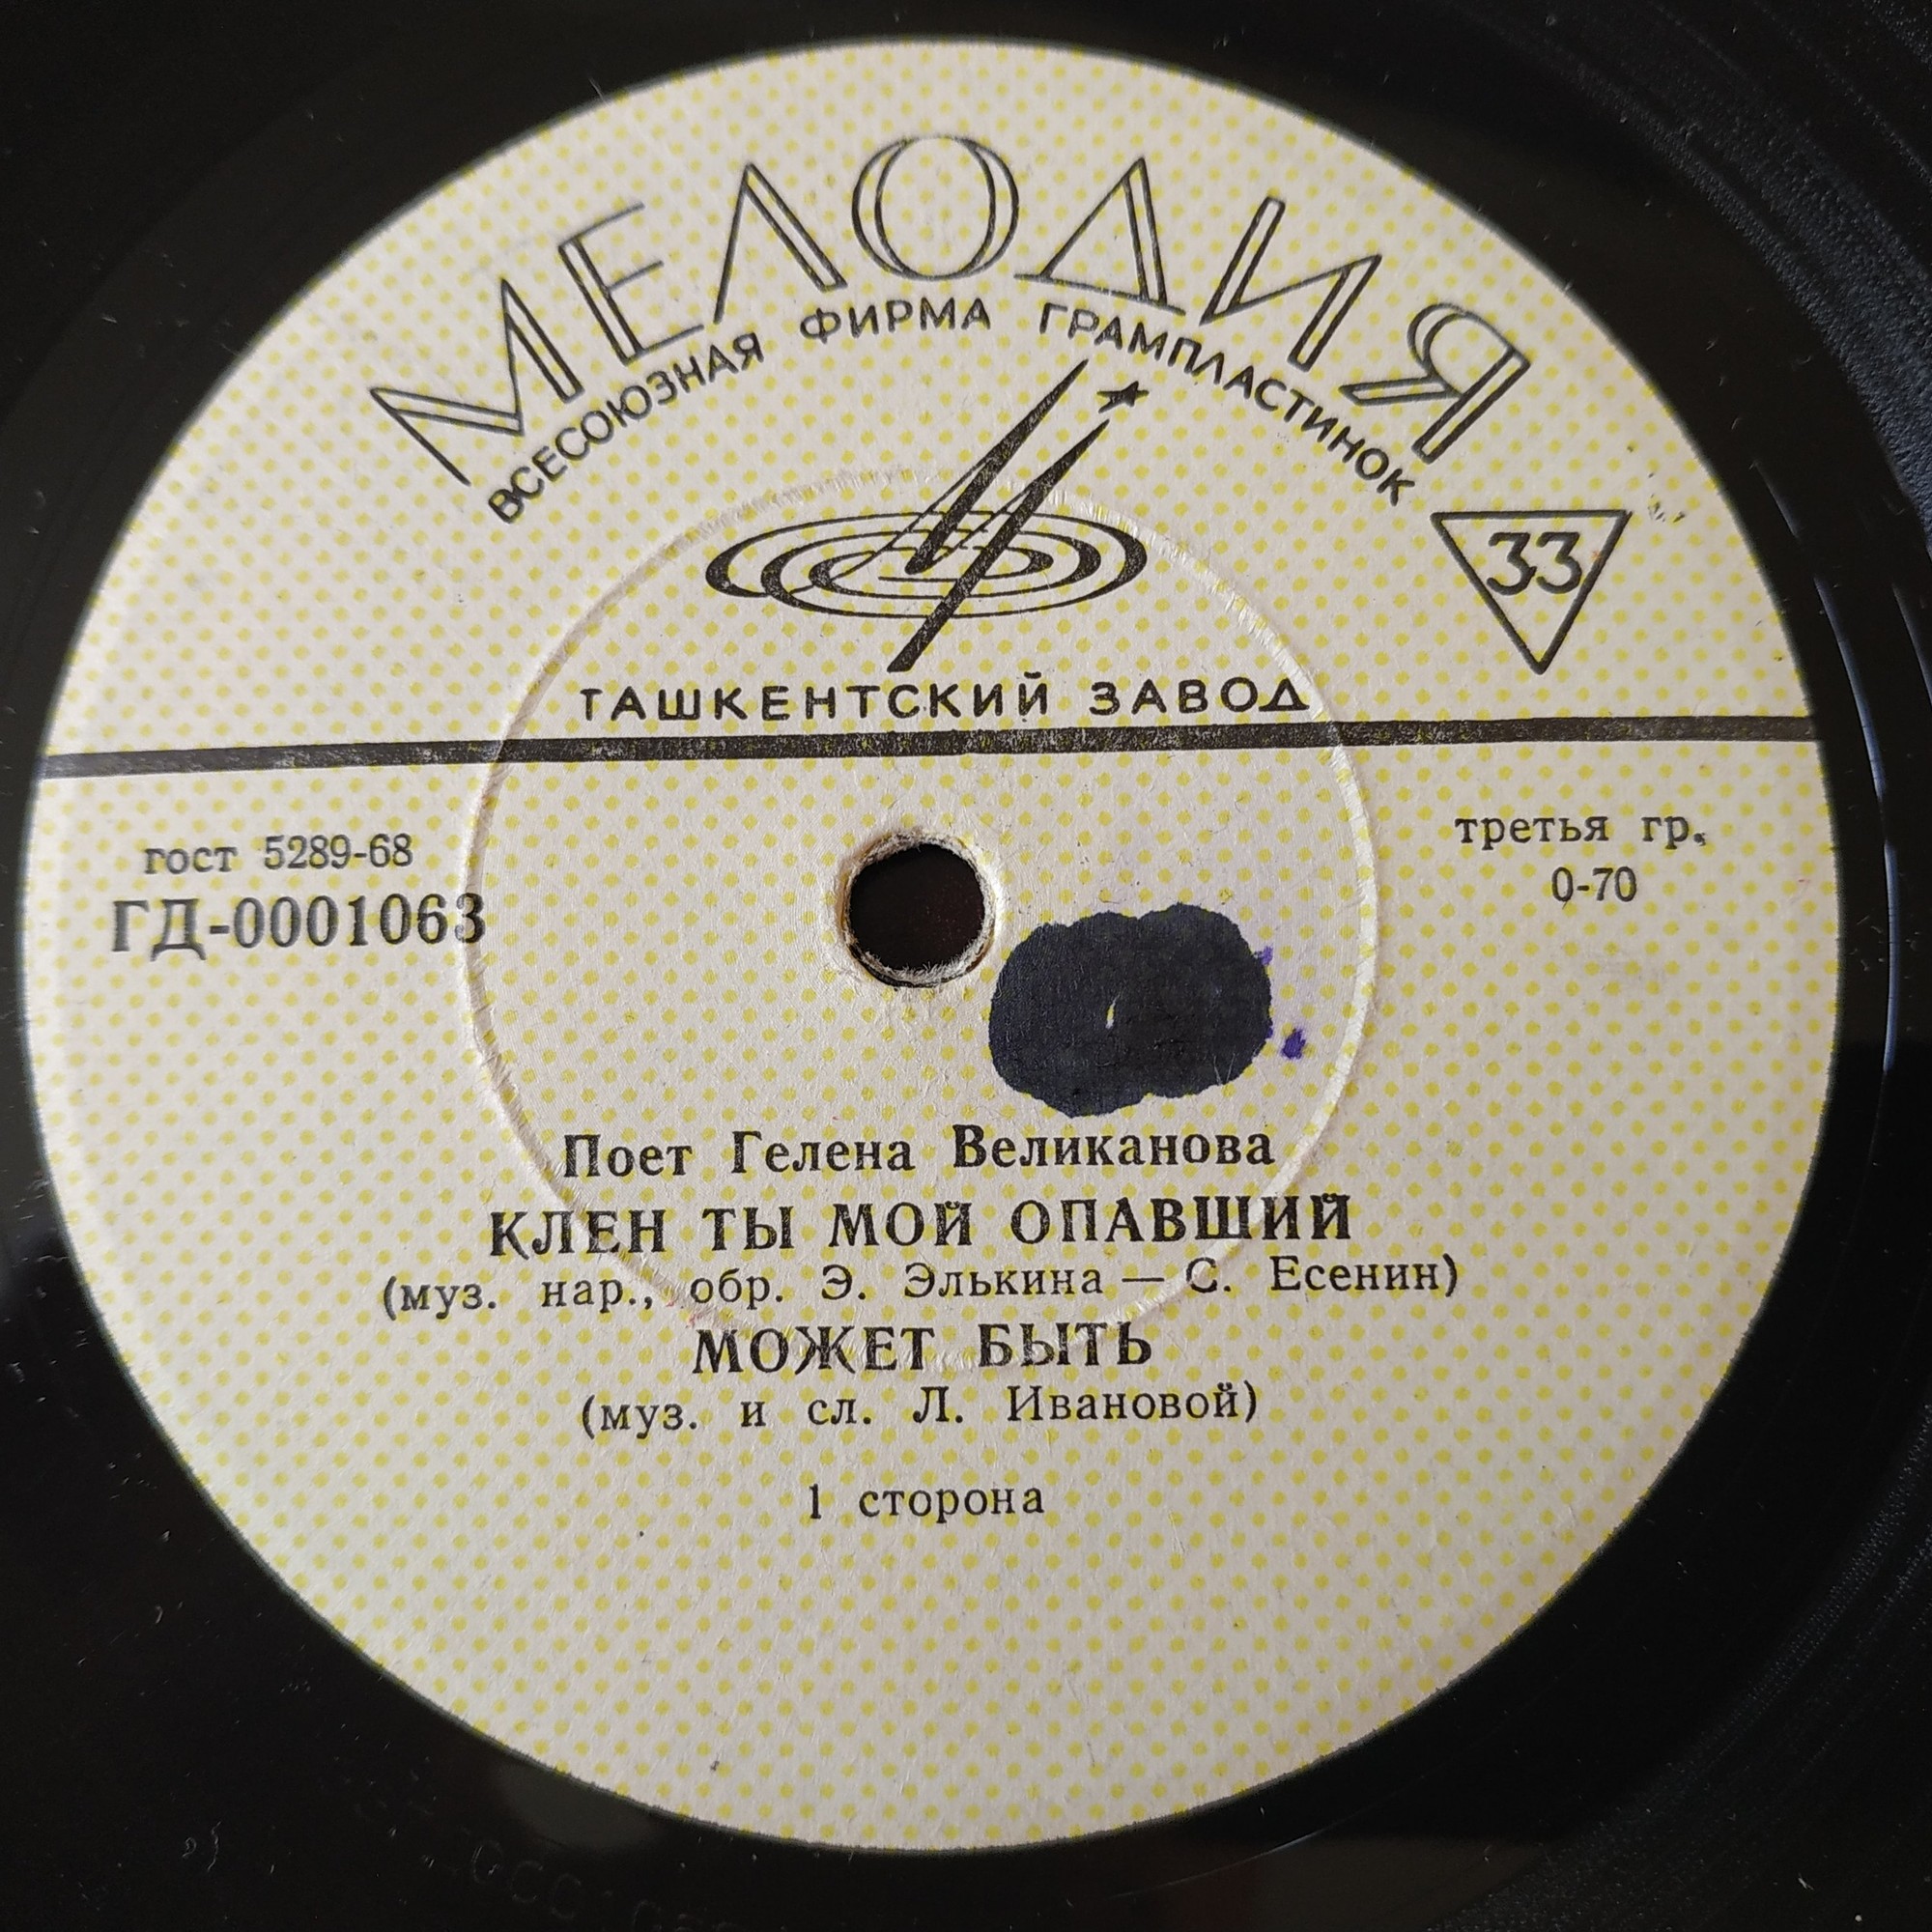 МЕЛОДИЯ
ВСЕСОЮЗНАЯ ФИРМА ГРАМПЛАСТИНОК
33
ТАШКЕНТСКИЙ ЗАВОД
гост 5289-68
ГД-0001063
третья гр.
0-70
Поет Гелена Великанова
КЛЕН ТЫ МОЙ ОПАВШИЙ
(муз. нар., обр. Э. Элькина — С. Есенин)
МОЖЕТ БЫТЬ
(муз. и сл. Л. Ивановой)
1 сторона